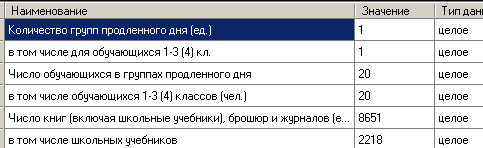 Наименование Значение Тип дан
Количество групп продленного дня (ед.) 1 целое
в том числе для обучающихся 1-3 (4) кл. 1 целое
Число обучающихся в группах продленного дня 20 целое
в том числе обучающихся 1-3 (4) классов (чел.) 20 целое
Число книг (включая школьные учебники), брошюр и журналов (е... 8651 целое
в том числе школьных учебников 2218 целое